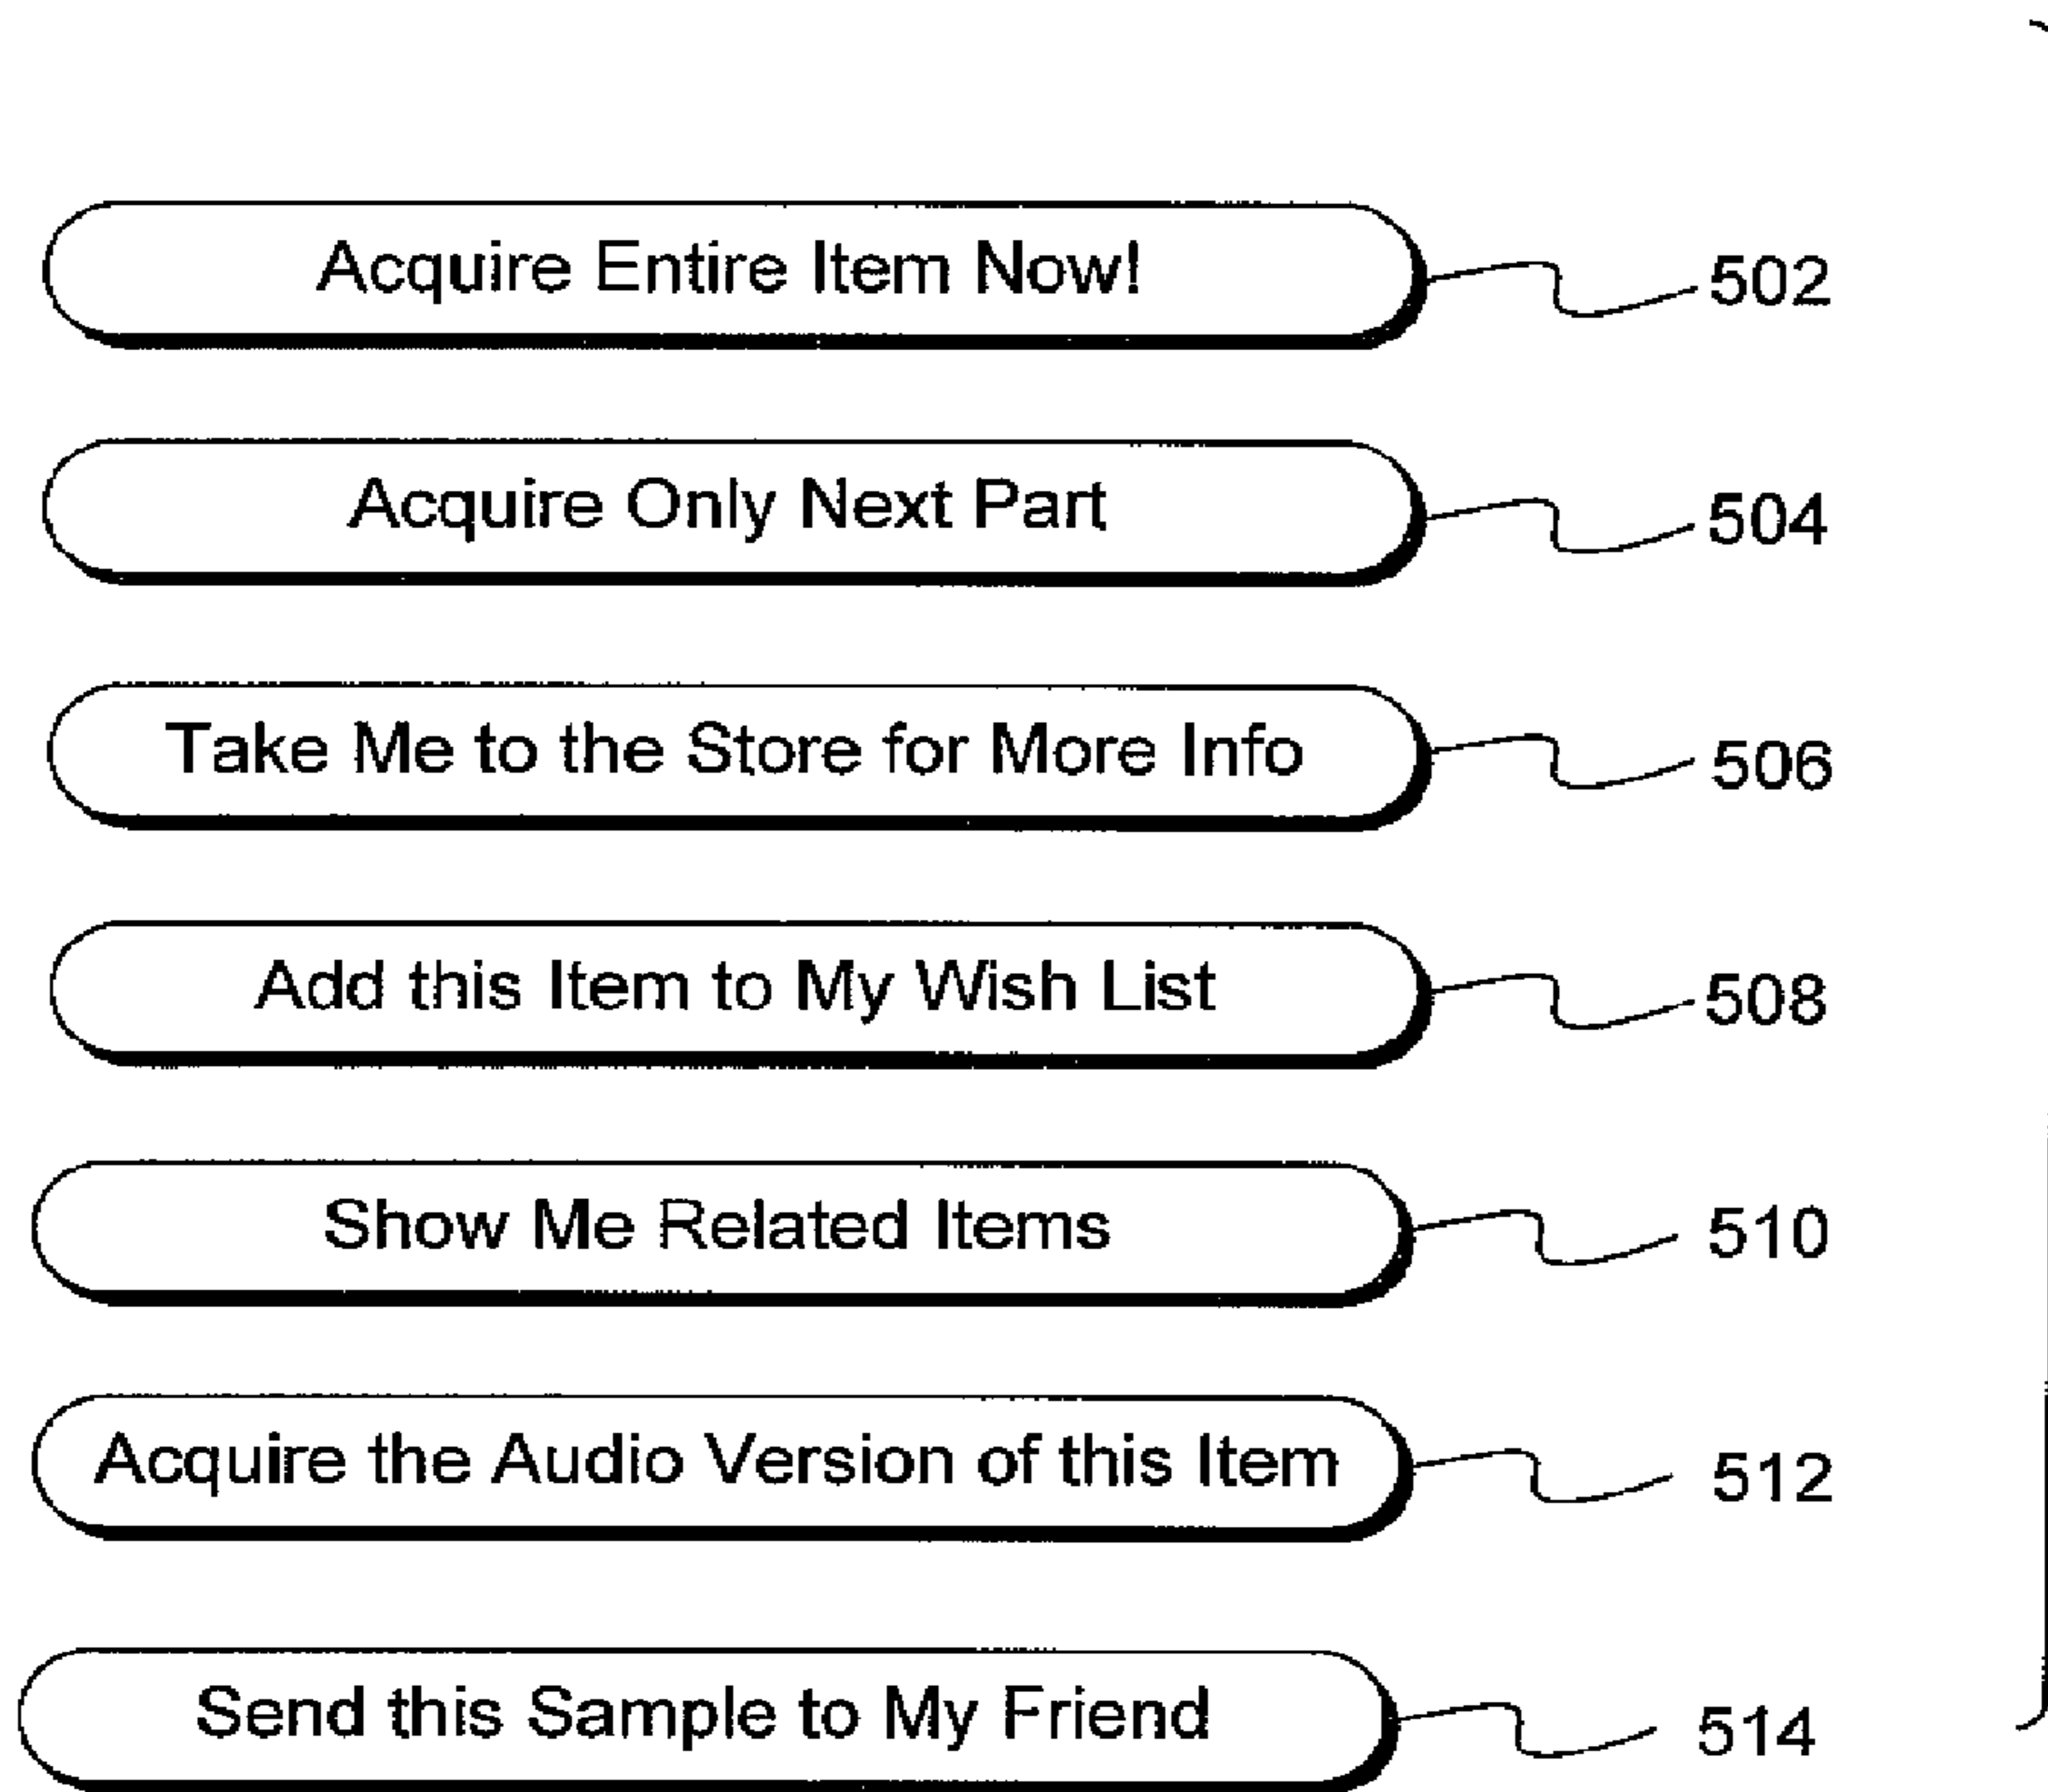 Acquire Entire Item Now! 502
Acquire Only Next Part 504
Take Me to the Store for More Info 506
Add this Item to My Wish List 508
Show Me Related Items 510
Acquire the Audio Version of this Item 512
Send this Sample to My Friend 514